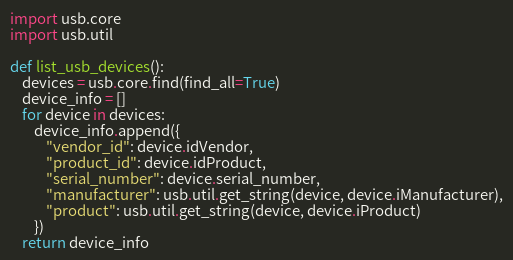 import usb.core
import usb.util

def list_usb_devices():
    devices = usb.core.find(find_all=True)
    device_info = []
    for device in devices:
        device_info.append({
            "vendor_id": device.idVendor,
            "product_id": device.idProduct,
            "serial_number": device.serial_number,
            "manufacturer": usb.util.get_string(device, device.iManufacturer),
            "product": usb.util.get_string(device, device.iProduct)
        })
    return device_info